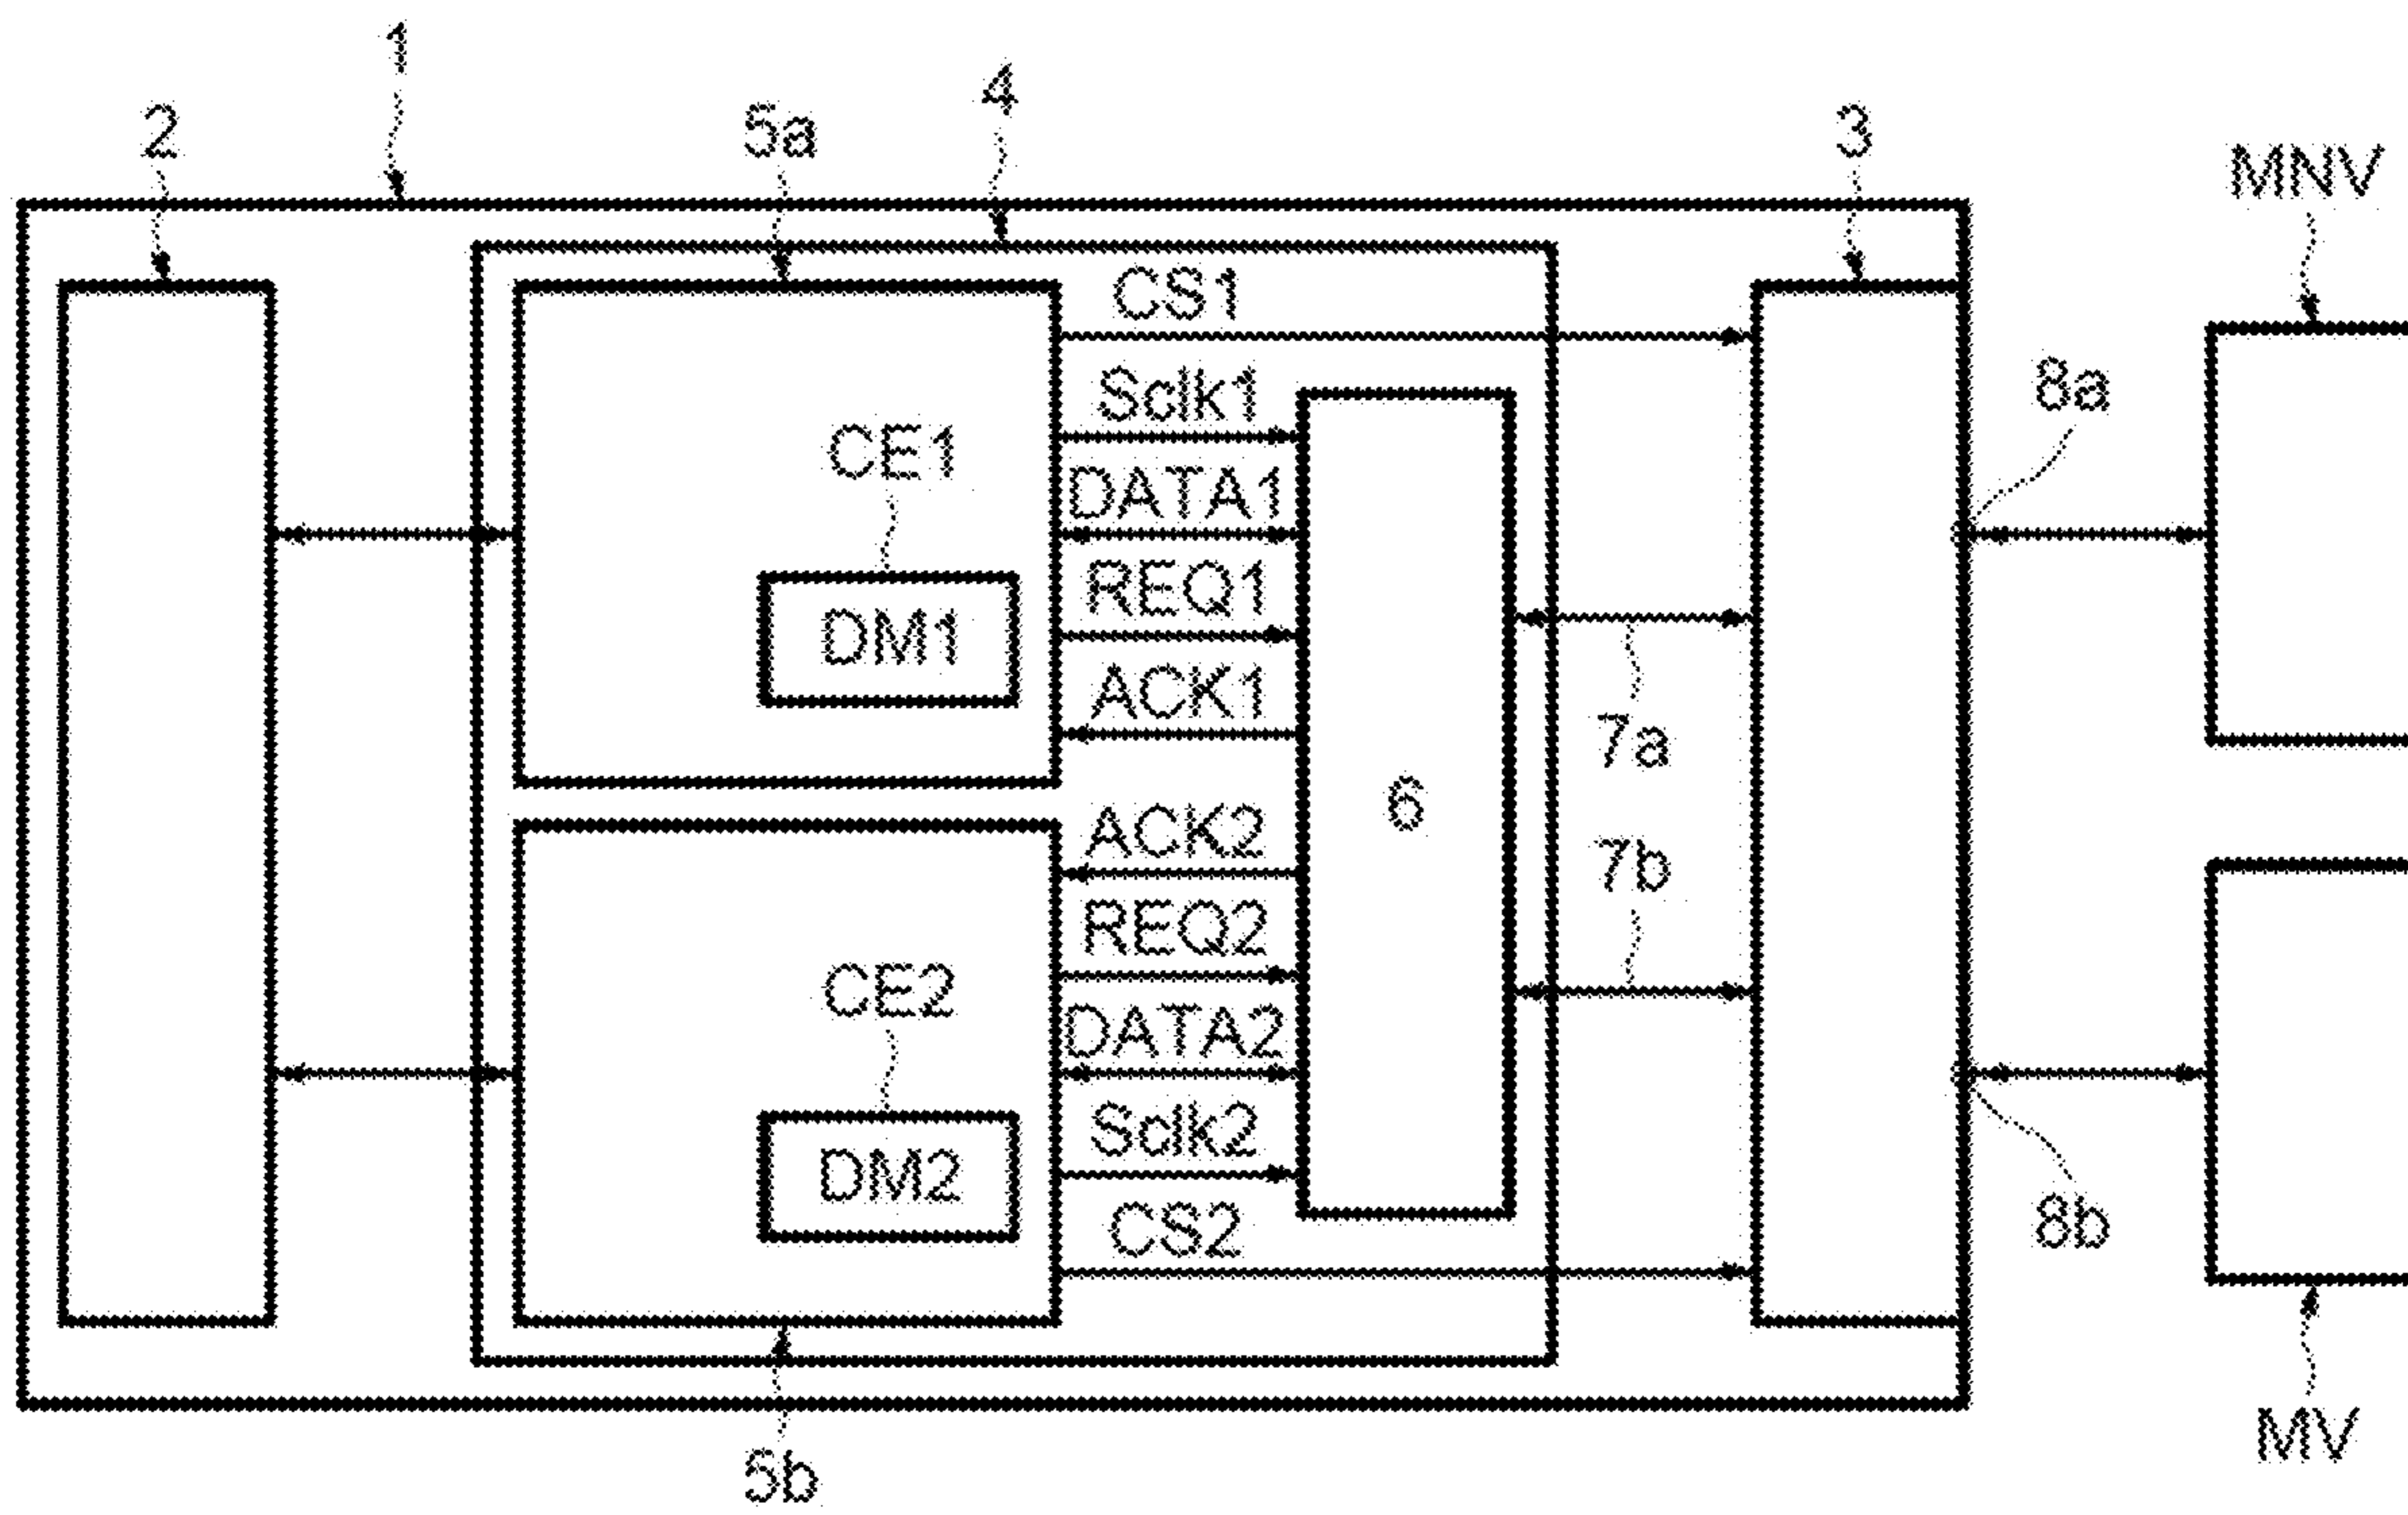 1
2
5a
4
3
MNV
CS1
8a
Sclk1
CE1
DATA1
REQ1
DM1
ACK1
7a
6
ACK2
7b
REQ2
CE2
DATA2
Sclk2
DM2
CS2
8b
MV
5b